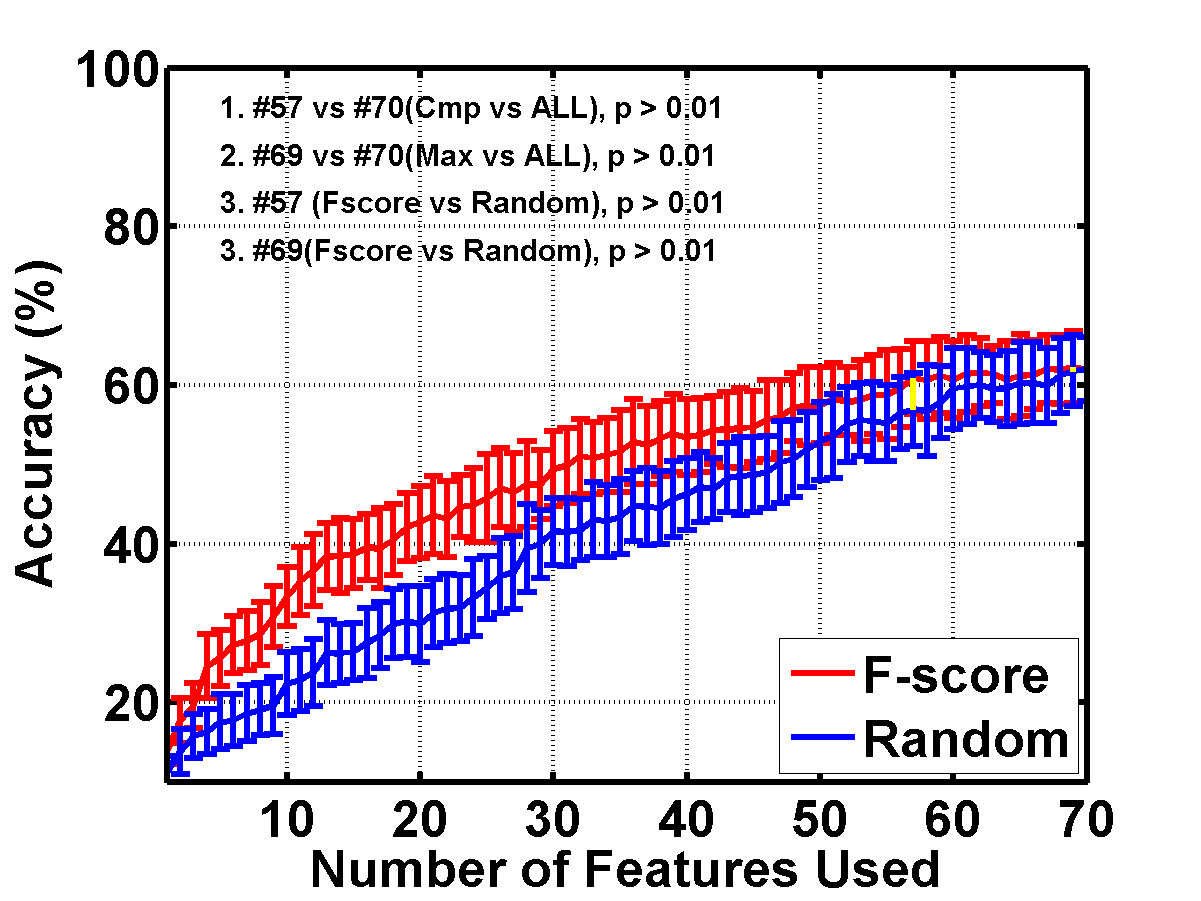 100
1. #57 vs #70(Cmp vs ALL), p > 0.01
2. #69 vs #70(Max vs ALL), p > 0.01
3. #57 (Fscore vs Random), p > 0.01
80
3. #69(Fscore vs Random), p > 0.01
Accuracy (%)
60
40
20
F-score
Random
10 20 30 40 50 60 70
Number of Features Used